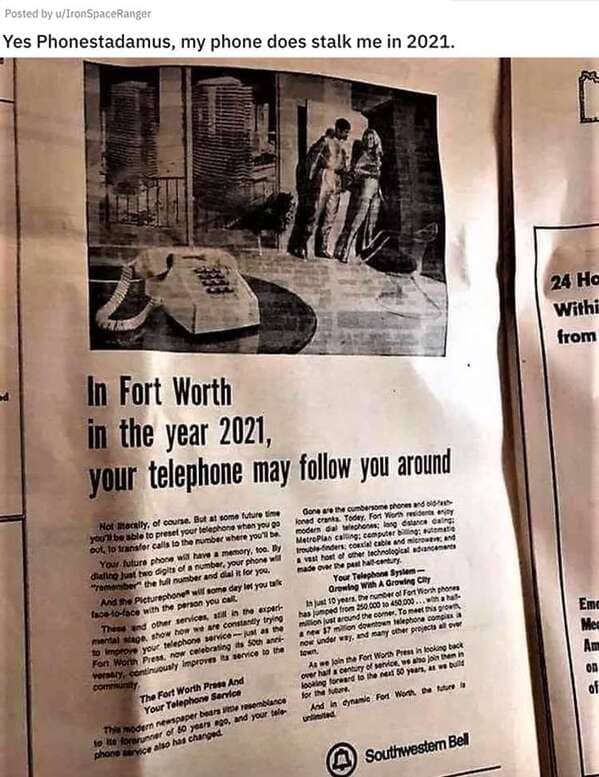 Posted by u/IronSpaceRanger
Yes Phonestadamus, my phone does stalk me in 2021.
In Fort Worth
in the year 2021,
your telephone may follow you around
Not literally, of course. But at some future time
you'll be able to preset your telephone when you go
out, to transfer calls to the number where you'll be.
Your future phone will have a memory, too. By
dialing just two digits of a number, your phone will
"remember" the full number and dial it for you.
And the Picturephone® will some day let you talk
face-to-face with the person you call.
These and other services, still in the experi-
mental stage, show how we are constantly trying
to improve your telephone service — just as the
Fort Worth Press, now celebrating its 50th anni-
versary, continuously improves its service to the
community.
The Fort Worth Press And
Your Telephone Service
This modern newspaper bears little resemblance
to its forerunner of 50 years ago, and your tele-
phone service also has changed.
Gone are the cumbersome phones and old-fash-
ioned cranks. Today, Fort Worth residents enjoy
modern dial telephones; long distance dialing;
MetroPlan calling; computer billing; automatic
trouble-finders; coaxial cable and microwave; and
a vast host of other technological advancements
made over the past half-century.
Your Telephone System—
Growing With A Growing City
In just 10 years, the number of Fort Worth phones
has jumped from 250,000 to 450,000 . . . with a half-
million just around the corner. To meet this growth,
a new $7 million downtown telephone complex is
now under way, and many other projects all over
town.
As we join the Fort Worth Press in looking back
over half a century of service, we also join them in
looking forward to the next 50 years, as we build
for the future.
And in dynamic Fort Worth, the future is
unlimited.
Southwestern Bell
24 Ho
Withi
from
Eme
Am
on
of